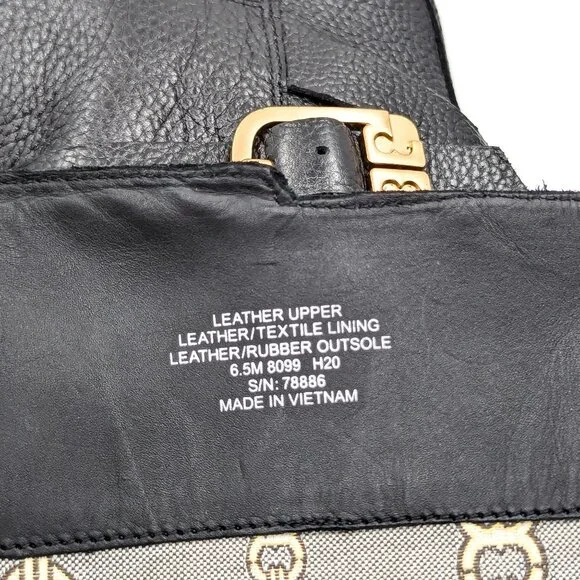 LEATHER UPPER
LEATHER/TEXTILE LINING
LEATHER/RUBBER OUTSOLE
6.5M 8099 H20
S/N: 78886
MADE IN VIETNAM